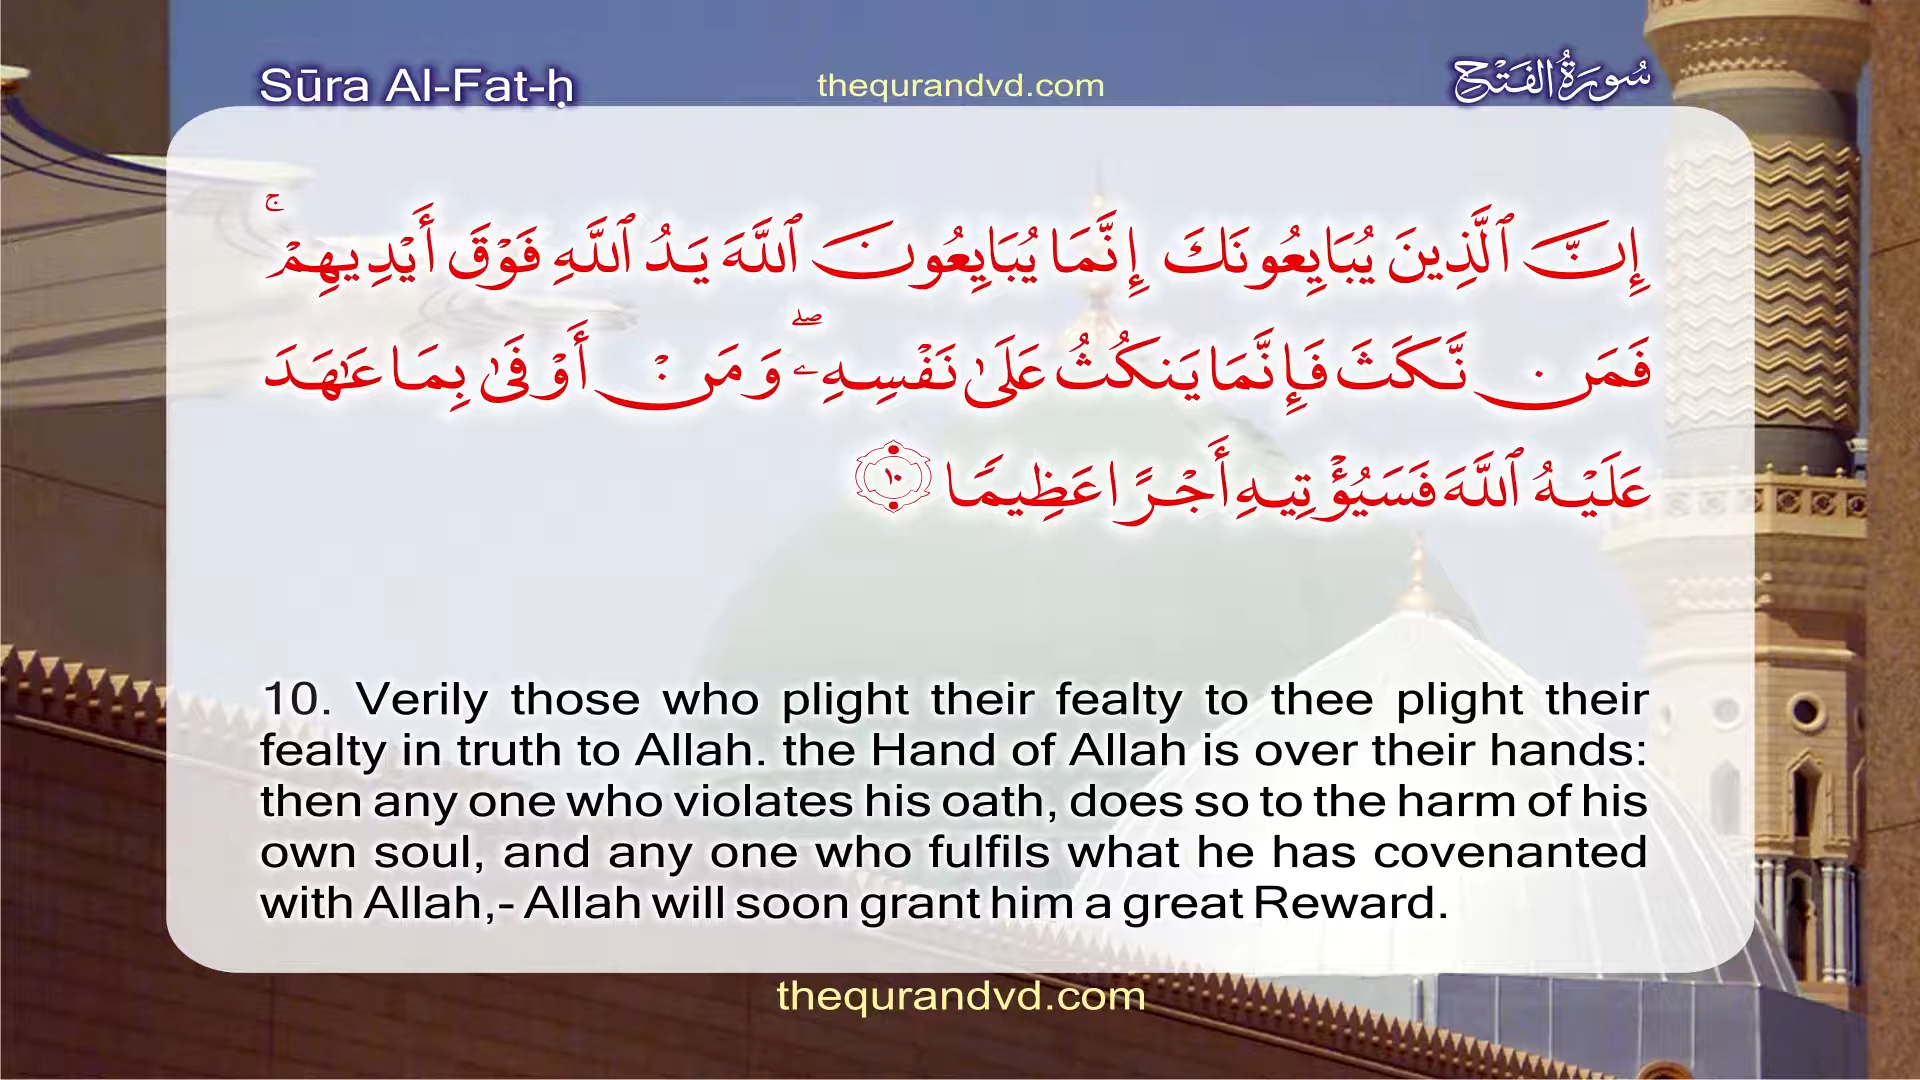 Sūra Al-Fat-ḥ
thequrandvd.com
سُورَةُ الفَتْح
إِنَّ ٱلَّذِينَ يُبَايِعُونَكَ إِنَّمَا يُبَايِعُونَ ٱللَّهَ يَدُ ٱللَّهِ فَوْقَ أَيْدِيهِمْ ۚ
فَمَن نَّكَثَ فَإِنَّمَا يَنكُثُ عَلَىٰ نَفْسِهِۦ ۖ وَمَنْ أَوْفَىٰ بِمَا عَـٰهَدَ
عَلَيْهُ ٱللَّهَ فَسَيُؤْتِيهِ أَجْرًا عَظِيمًا ١٠
10. Verily those who plight their fealty to thee plight their
fealty in truth to Allah. the Hand of Allah is over their hands:
then any one who violates his oath, does so to the harm of his
own soul, and any one who fulfils what he has covenanted
with Allah,- Allah will soon grant him a great Reward.
thequrandvd.com